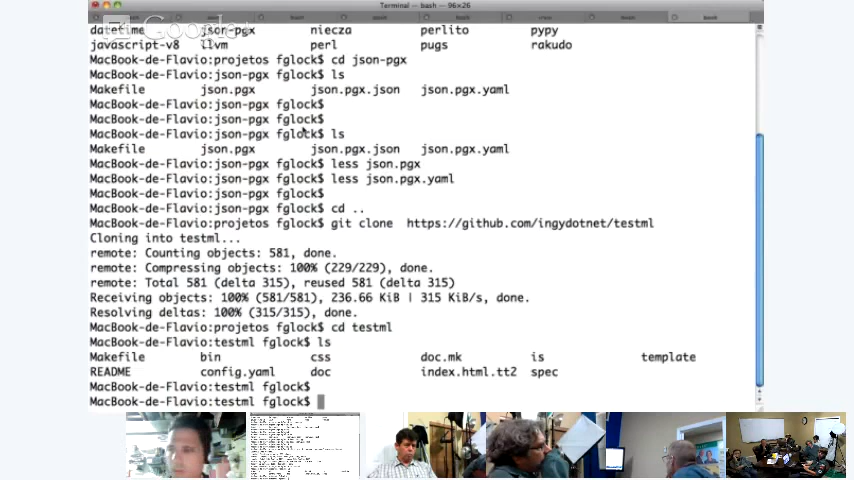 Terminal — bash — 96×26
bash
Google+
datetime json-pgx niecza perlito pypy
javascript-v8 llvm perl pugs rakudo
MacBook-de-Flavio:projetos fglock$ cd json-pgx
MacBook-de-Flavio:json-pgx fglock$ ls
Makefile json.pgx json.pgx.json json.pgx.yaml
MacBook-de-Flavio:json-pgx fglock$
MacBook-de-Flavio:json-pgx fglock$
MacBook-de-Flavio:json-pgx fglock$ ls
Makefile json.pgx json.pgx.json json.pgx.yaml
MacBook-de-Flavio:json-pgx fglock$ less json.pgx
MacBook-de-Flavio:json-pgx fglock$ less json.pgx.yaml
MacBook-de-Flavio:json-pgx fglock$
MacBook-de-Flavio:json-pgx fglock$ cd ..
MacBook-de-Flavio:projetos fglock$ git clone https://github.com/ingydotnet/testml
Cloning into testml...
remote: Counting objects: 581, done.
remote: Compressing objects: 100% (229/229), done.
remote: Total 581 (delta 315), reused 581 (delta 315)
Receiving objects: 100% (581/581), 236.66 KiB | 315 KiB/s, done.
Resolving deltas: 100% (315/315), done.
MacBook-de-Flavio:projetos fglock$ cd testml
MacBook-de-Flavio:testml fglock$ ls
Makefile bin css doc.mk is template
README config.yaml doc index.html.tt2 spec
MacBook-de-Flavio:testml fglock$
MacBook-de-Flavio:testml fglock$